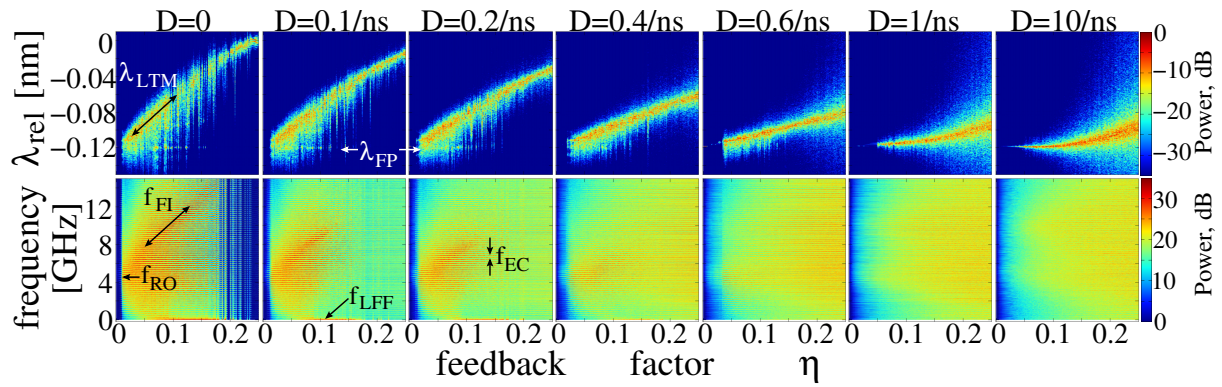 D=0 D=0.1/ns D=0.2/ns D=0.4/ns D=0.6/ns D=1/ns D=10/ns
λrel [nm]
0
−0.04
−0.08
−0.12
λLTM
λFP
0
−10
−20
−30
Power, dB
frequency [GHz]
12
8
4
0
fFI
fRO
fLFF
fEC
30
20
10
0
Power, dB
0 0.1 0.2 0 0.1 0.2 0 0.1 0.2 0 0.1 0.2 0 0.1 0.2 0 0.1 0.2 0 0.1 0.2
feedback factor η